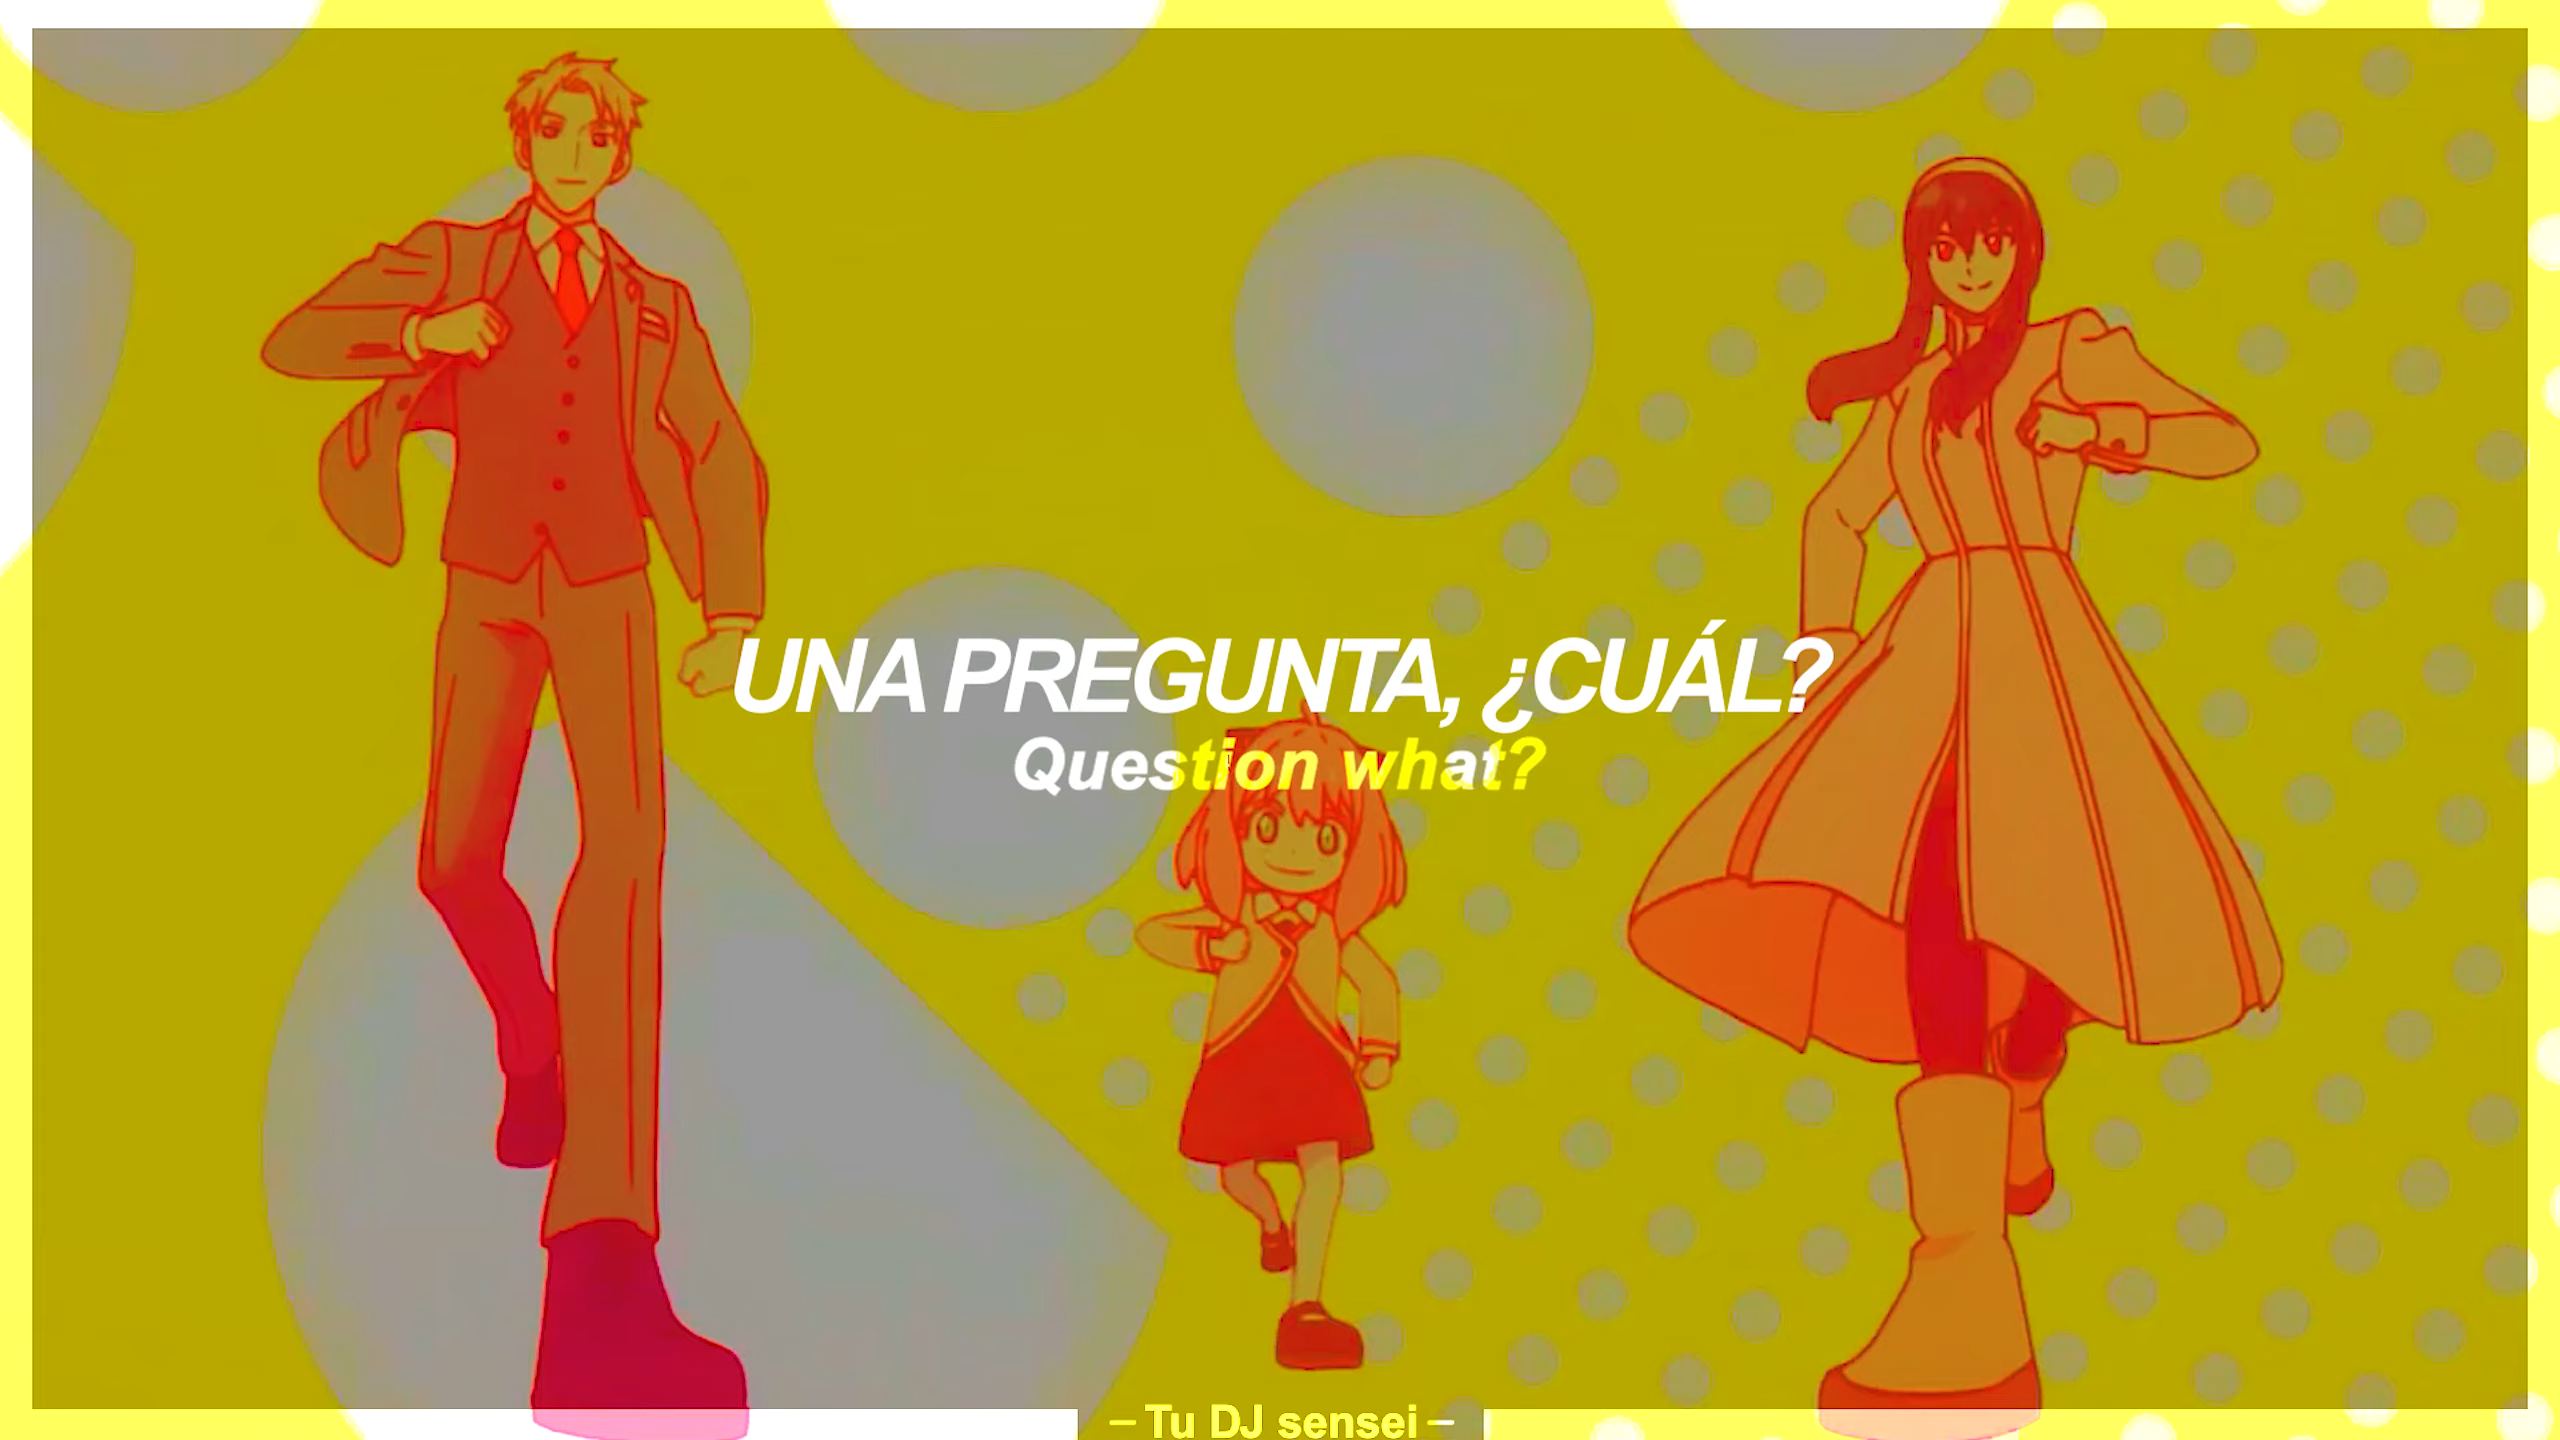 UNA PREGUNTA, ¿CUÁL?
Question what?
– Tu DJ sensei –